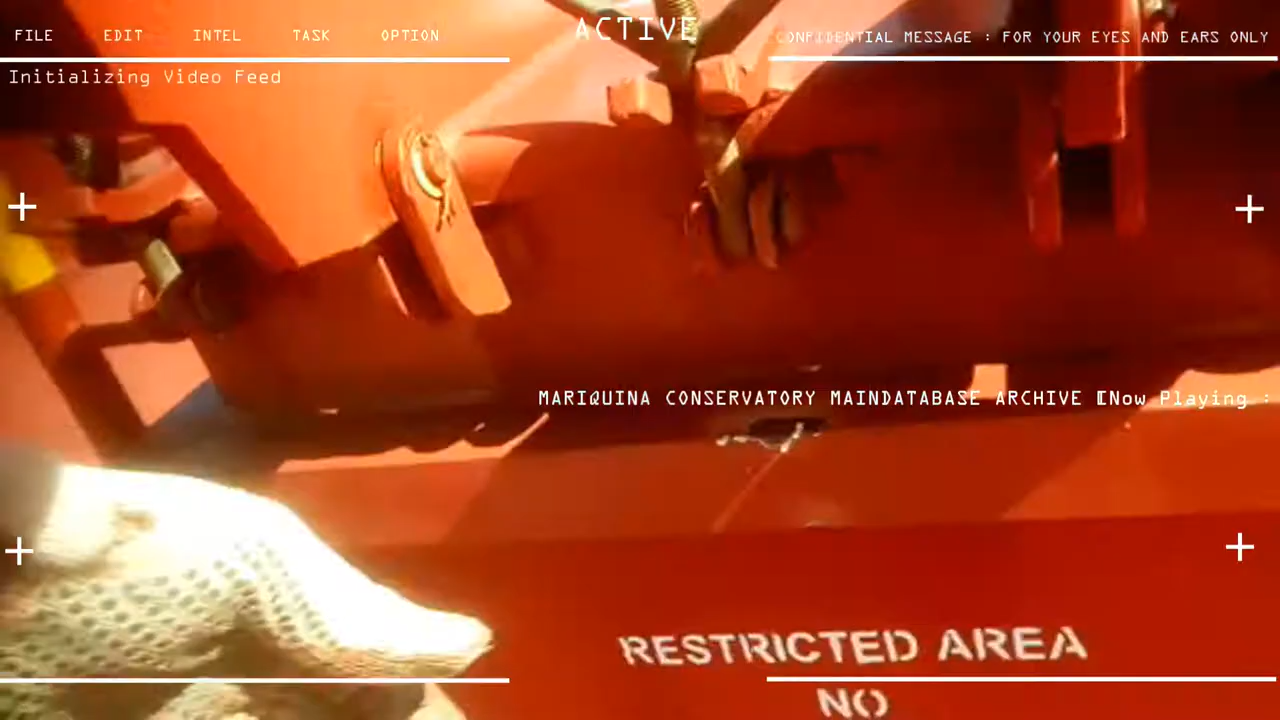 FILE EDIT INTEL TASK OPTION
ACTIVE
CONFIDENTIAL MESSAGE : FOR YOUR EYES AND EARS ONLY
Initializing Video Feed
MARIQUINA CONSERVATORY MAINDATABASE ARCHIVE [Now Playing :
RESTRICTED AREA
NO